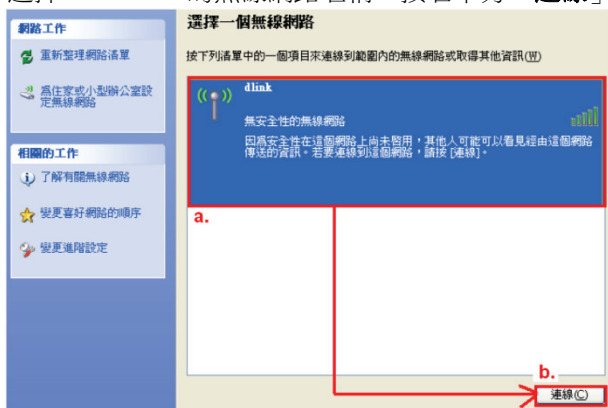 網路工作
重新整理網路清單
為住家或小型辦公室設
定無線網路
相關的工作
了解有關無線網路
變更喜好網路的順序
變更進階設定
選擇一個無線網路
按下列清單中的一個項目來連線到範圍內的無線網路或取得其他資訊(W)
dlink
無安全性的無線網路
因為安全性在這個網路上尚未啓用，其他人可能可以看見經由這個網路
傳送的資訊。若要連線到這個網路，請按 [連線]。
a.
b.
連線(C)